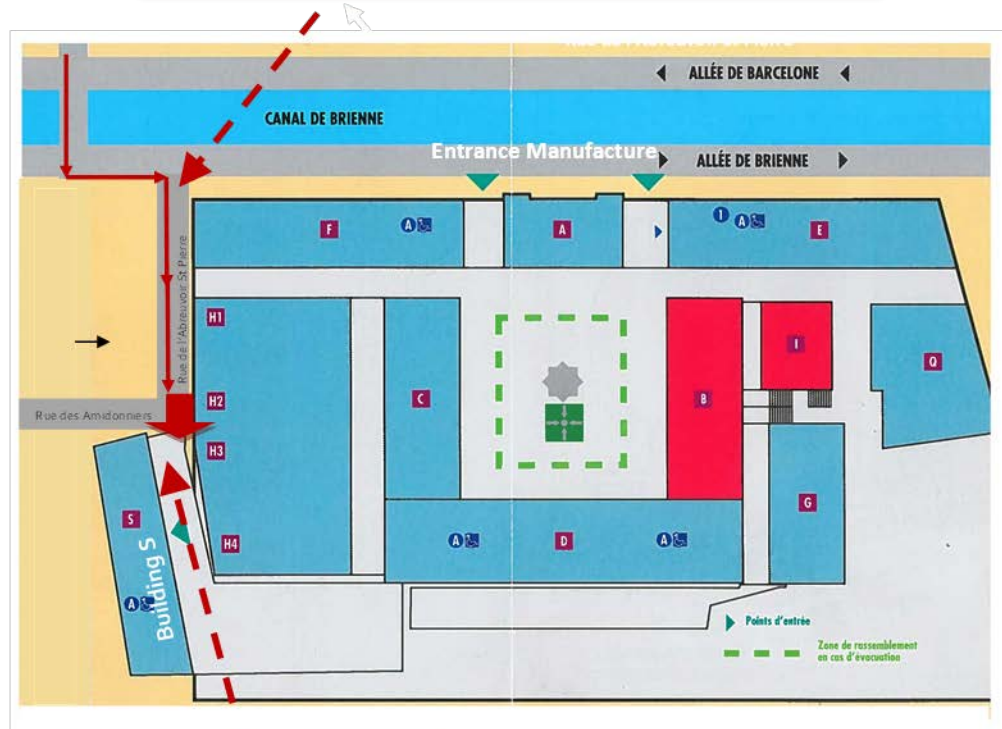 ALLÉE DE BARCELONE
CANAL DE BRIENNE
Entrance Manufacture
ALLÉE DE BRIENNE
F
A
A
1
A
E
Rue de l'Abreuvoir St Pierre
H1
I
Q
C
B
H2
Rue des Amidonniers
H3
G
S
H4
A
D
A
Building S
A
Points d'entrée
Zone de rassemblement
en cas d'évacuation